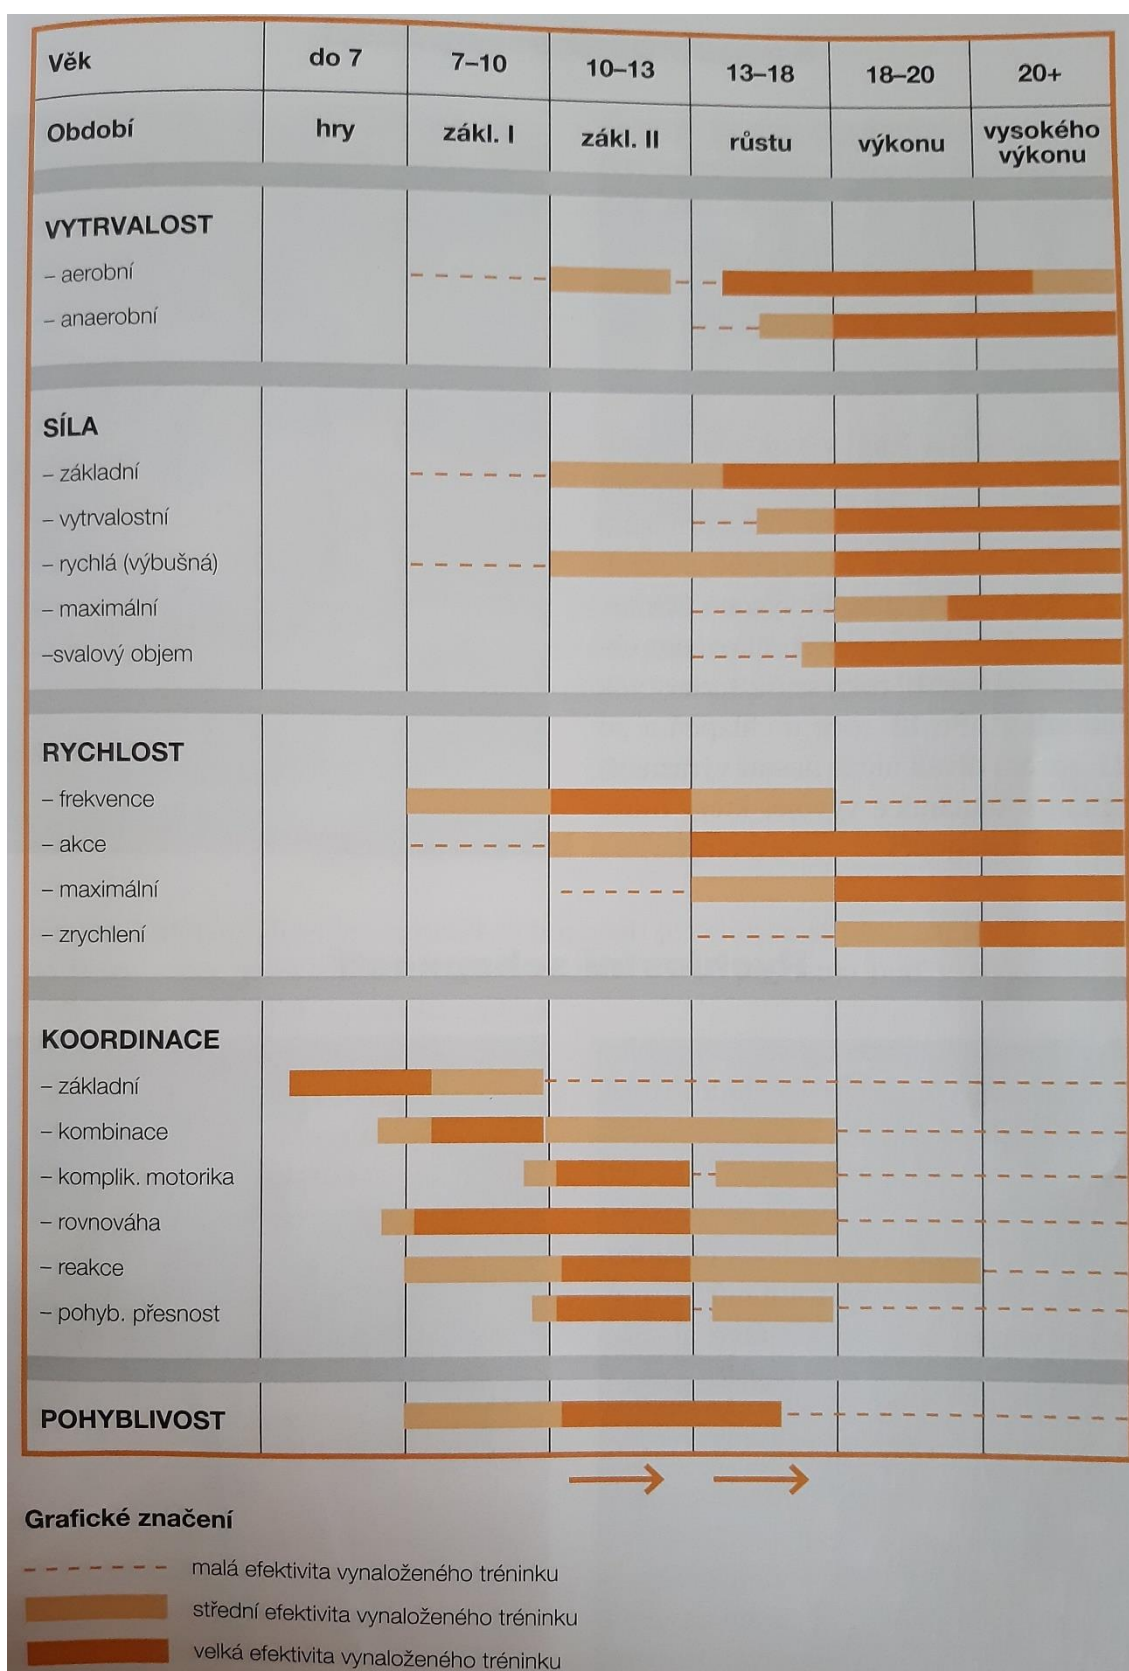 Věk do 7 7–10 10–13 13–18 18–20 20+
Období hry zákl. I zákl. II růstu výkonu vysokého výkonu
VYTRVALOST
– aerobní
– anaerobní
SÍLA
– základní
– vytrvalostní
– rychlá (výbušná)
– maximální
–svalový objem
RYCHLOST
– frekvence
– akce
– maximální
– zrychlení
KOORDINACE
– základní
– kombinace
– komplik. motorika
– rovnováha
– reakce
– pohyb. přesnost
POHYBLIVOST
Grafické značení
malá efektivita vynaloženého tréninku
střední efektivita vynaloženého tréninku
velká efektivita vynaloženého tréninku